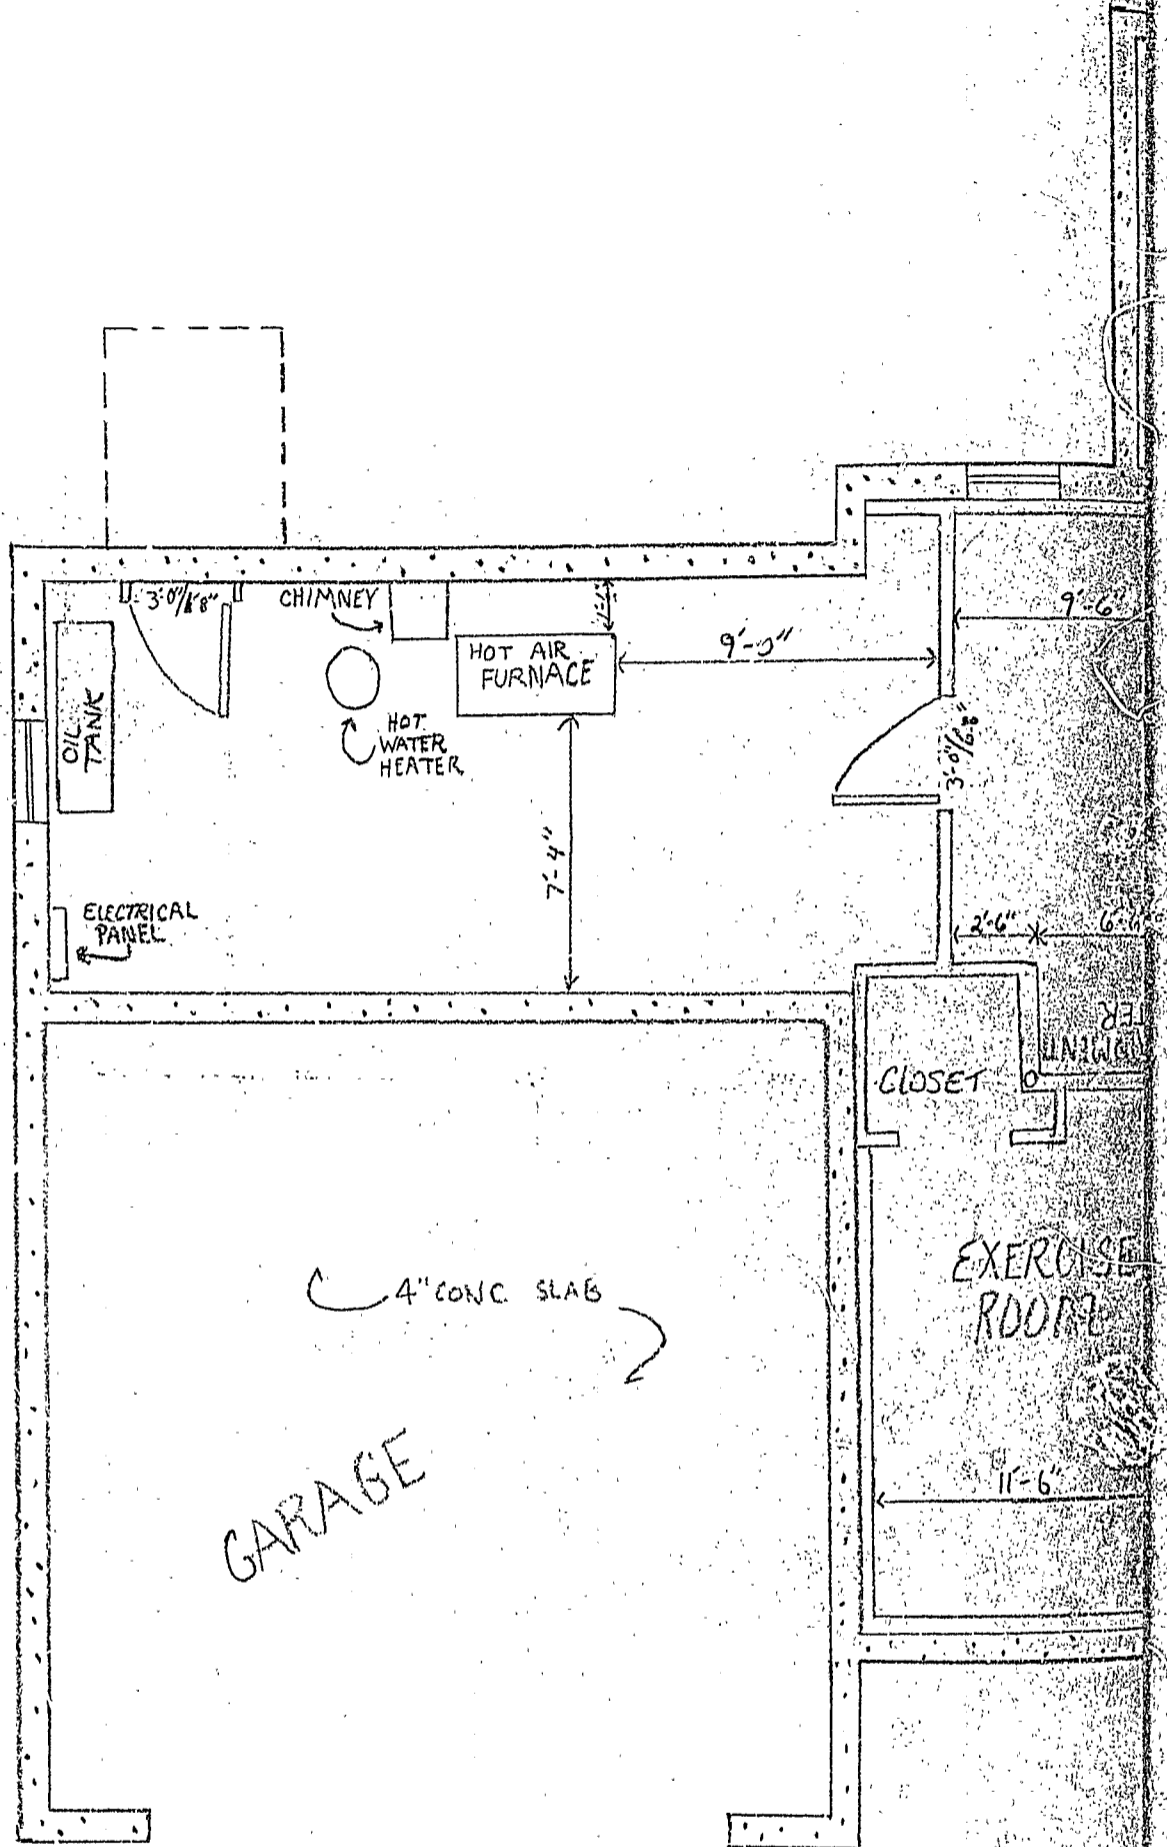 3'-0"/6'8"
CHIMNEY
HOT AIR
FURNACE
9'-0"
9'-6"
OIL
TANK
HOT
WATER
HEATER
3'-0"/6'-8"
7'-4"
ELECTRICAL
PANEL
2'-6"
CLOSET
4" CONC. SLAB
EXERCISE
ROOM
GARAGE
11'-6"